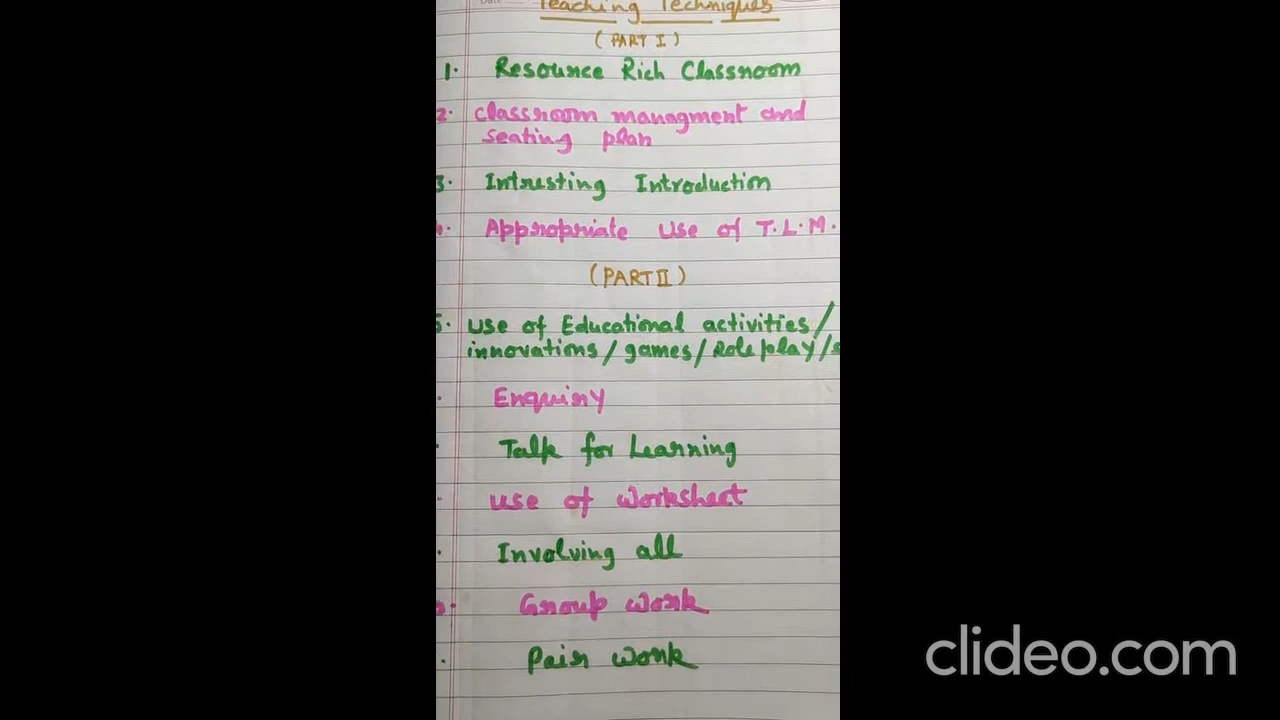 Teaching Techniques
(PART I)
1. Resource Rich Classroom
2. Classroom managment and
seating plan
3. Intresting Introduction
4. Appropriate use of T.L.M.
(PART II)
5. Use of Educational activities/
innovations/games/Role play/s
Enquiry
Talk for Learning
Use of Worksheet
Involving all
Group work
Pair work
clideo.com